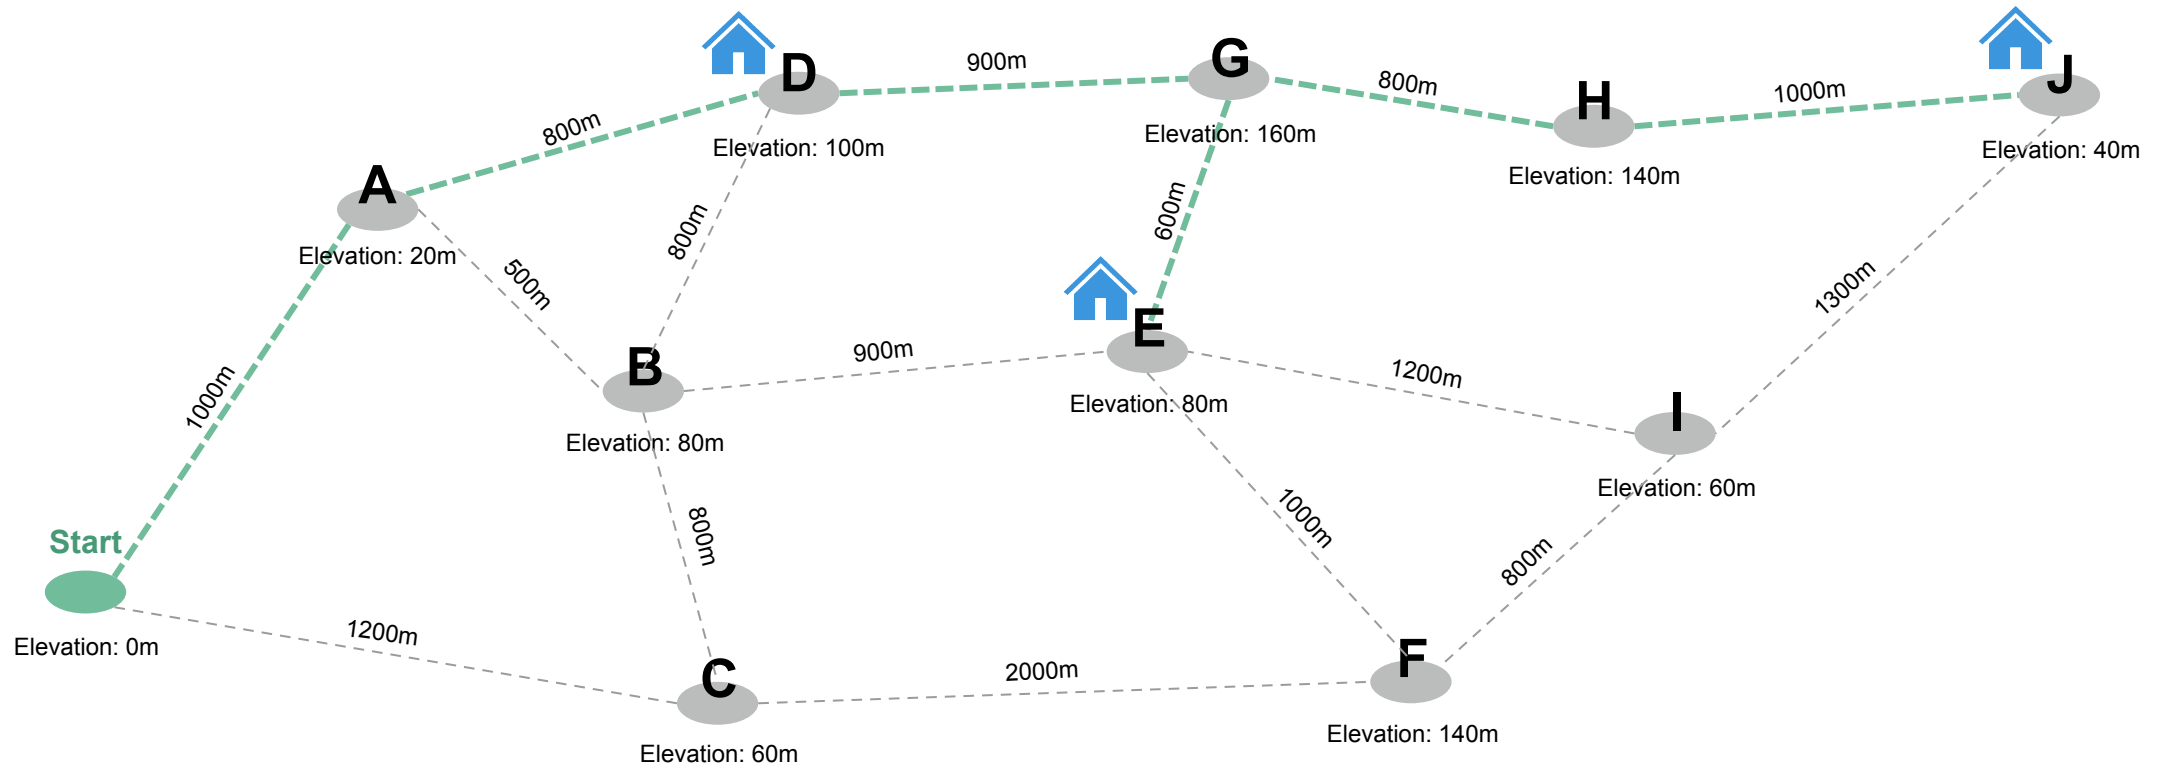 D
G
J
900m
800m
H
1000m
800m
Elevation: 100m
Elevation: 160m
Elevation: 40m
A
Elevation: 140m
600m
800m
Elevation: 20m
500m
1300m
E
B
900m
1200m
1000m
Elevation: 80m
I
Elevation: 80m
Elevation: 60m
1000m
800m
Start
800m
1200m
Elevation: 0m
F
C
2000m
Elevation: 140m
Elevation: 60m